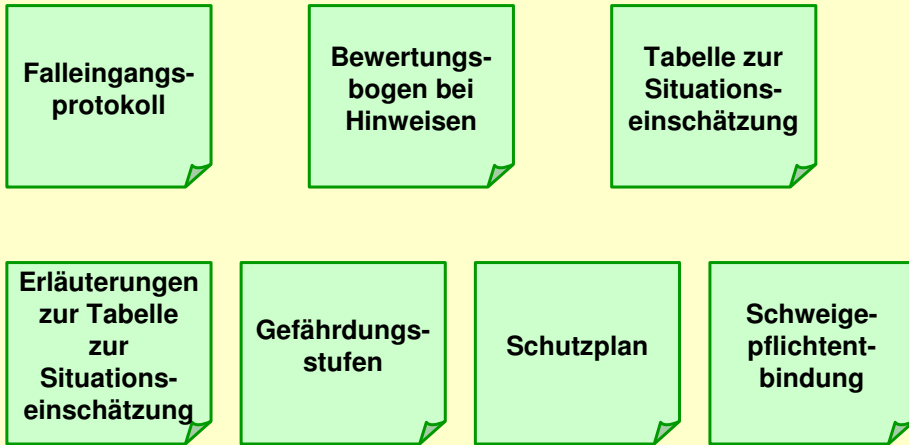 Falleingangs-
protokoll
Bewertungs-
bogen bei
Hinweisen
Tabelle zur
Situations-
einschätzung
Erläuterungen
zur Tabelle
zur
Situations-
einschätzung
Gefährdungs-
stufen
Schutzplan
Schweige-
pflichtent-
bindung